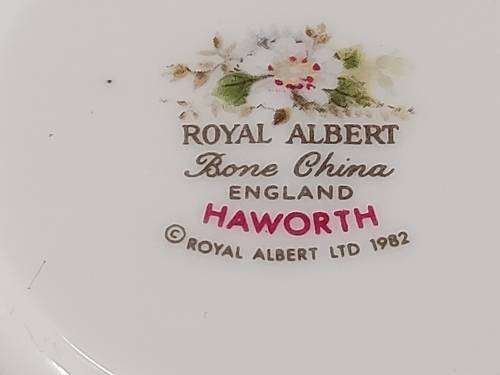 ROYAL ALBERT
Bone China
ENGLAND
HAWORTH
© ROYAL ALBERT LTD 1982